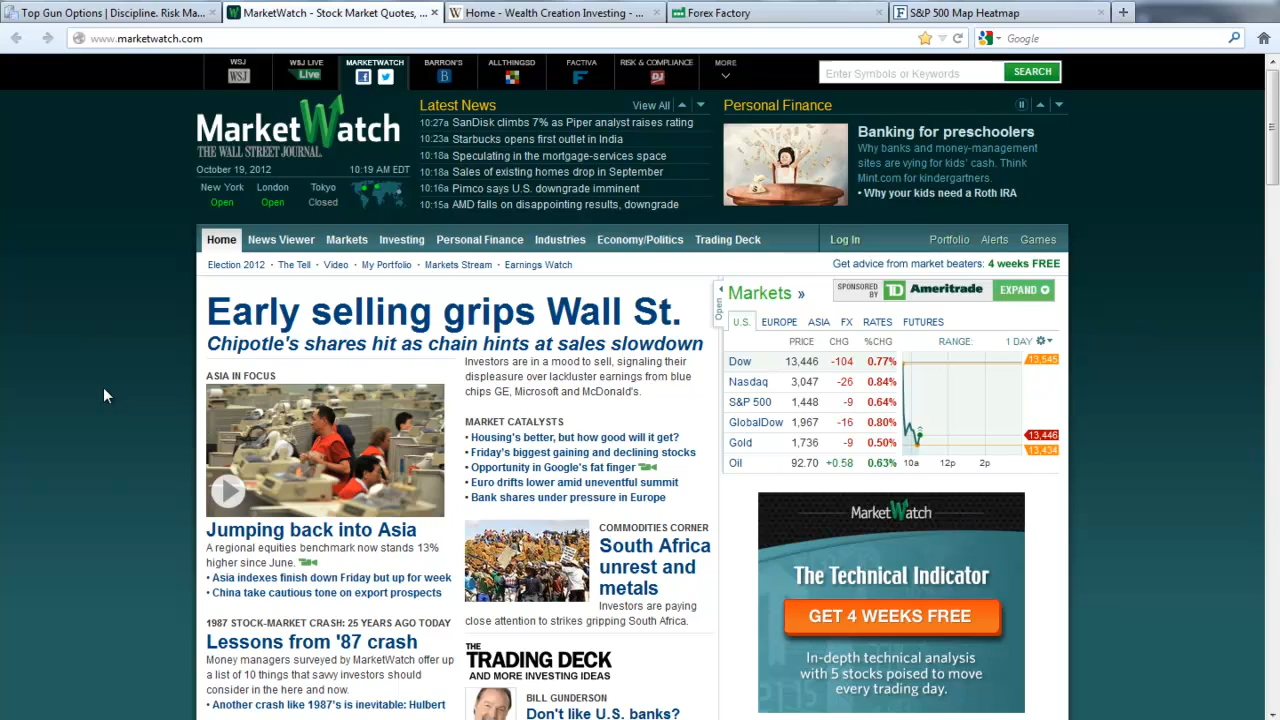 Top Gun Options | Discipline. Risk Ma...
MarketWatch - Stock Market Quotes, ...
Home - Wealth Creation Investing - ...
Forex Factory
S&P 500 Map Heatmap
www.marketwatch.com
Google
WSJ
WSJ LIVE
MARKETWATCH
BARRON'S
ALLTHINGSD
FACTIVA
RISK & COMPLIANCE
MORE
WSJ
Live
B
F
DJ
Enter Symbols or Keywords
SEARCH
MarketWatch
THE WALL STREET JOURNAL.
October 19, 2012
10:19 AM EDT
New York
London
Tokyo
Open
Open
Closed
Latest News
View All
10:27a SanDisk climbs 7% as Piper analyst raises rating
10:23a Starbucks opens first outlet in India
10:18a Speculating in the mortgage-services space
10:18a Sales of existing homes drop in September
10:16a Pimco says U.S. downgrade imminent
10:15a AMD falls on disappointing results, downgrade
Personal Finance
Banking for preschoolers
Why banks and money-management
sites are vying for kids' cash. Think
Mint.com for kindergartners.
• Why your kids need a Roth IRA
Home
News Viewer
Markets
Investing
Personal Finance
Industries
Economy/Politics
Trading Deck
Log In
Portfolio
Alerts
Games
Election 2012 · The Tell · Video · My Portfolio · Markets Stream · Earnings Watch
Get advice from market beaters: 4 weeks FREE
Early selling grips Wall St.
Chipotle's shares hit as chain hints at sales slowdown
ASIA IN FOCUS
Jumping back into Asia
A regional equities benchmark now stands 13%
higher since June.
• Asia indexes finish down Friday but up for week
• China take cautious tone on export prospects
1987 STOCK-MARKET CRASH: 25 YEARS AGO TODAY
Lessons from '87 crash
Money managers surveyed by MarketWatch offer up
a list of 10 things that savvy investors should
consider in the here and now.
• Another crash like 1987's is inevitable: Hulbert
Investors are in a mood to sell, signaling their
displeasure over lackluster earnings from blue
chips GE, Microsoft and McDonald's.
MARKET CATALYSTS
• Housing's better, but how good will it get?
• Friday's biggest gaining and declining stocks
• Opportunity in Google's fat finger
• Euro drifts lower amid uneventful summit
• Bank shares under pressure in Europe
COMMODITIES CORNER
South Africa
unrest and
metals
Investors are paying
close attention to strikes gripping South Africa.
THE
TRADING DECK
AND MORE INVESTING IDEAS
BILL GUNDERSON
Don't like U.S. banks?
Open
Markets »
SPONSORED
BY
TD Ameritrade
EXPAND
U.S.
EUROPE
ASIA
FX
RATES
FUTURES
PRICE CHG %CHG
RANGE: 1 DAY
Dow 13,446 -104 0.77%
Nasdaq 3,047 -26 0.84%
S&P 500 1,448 -9 0.64%
GlobalDow 1,967 -16 0.80%
Gold 1,736 -9 0.50%
Oil 92.70 +0.58 0.63%
13,545
13,446
13,434
10a 12p 2p
MarketWatch
The Technical Indicator
GET 4 WEEKS FREE
In-depth technical analysis
with 5 stocks poised to move
every trading day.